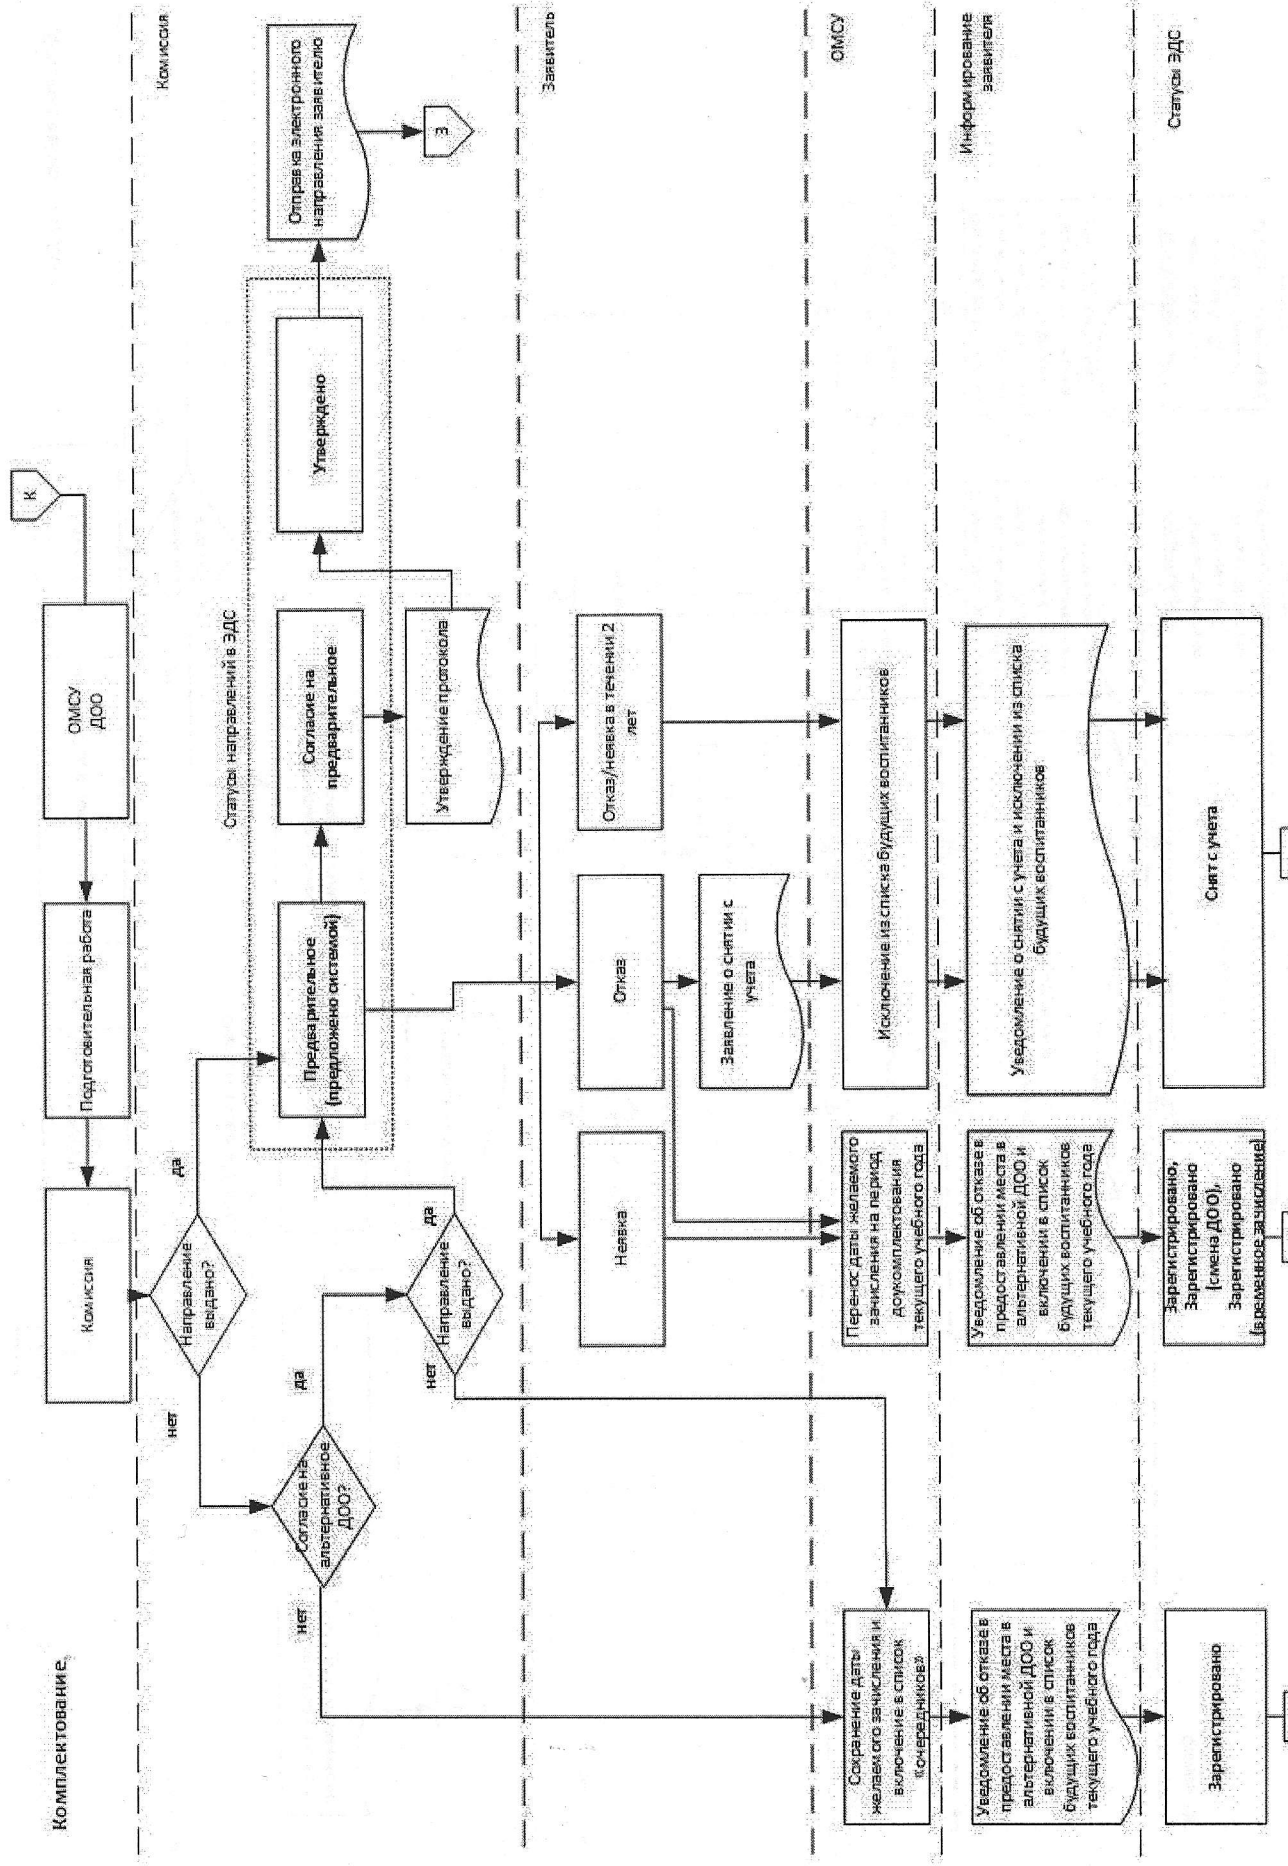 Комплектование.
К
ОМСУ
ДОО
Подготовительная работа
Комиссия
Комиссия
Направление
выдано?
да
нет
Согласие на
альтернативное
ДОО?
да
нет
Направление
выдано?
да
нет
Статусы направлений в ЭДС
Предварительное
(предложено системой)
Согласие на
предварительное
Утверждение протокола
Утверждено
Отправка электронного
направления заявителю
3
Заявитель
Неявка
Отказ
Отказ/неявка в течении 2
лет
Заявление о снятии с
учета
ОМСУ
Сохранение даты
желаемого зачисления и
включение в список
«очередников»
Перенос даты желаемого
зачисления на период
доукомплектования
текущего учебного года
Исключение из списка будущих воспитанников
Информирование
заявителя
Уведомление об отказе в
предоставлении места в
альтернативной ДОО и
включении в список
будущих воспитанников
текущего учебного года
Уведомление об отказе в
предоставлении места в
альтернативной ДОО и
включении в список
будущих воспитанников
текущего учебного года
Уведомление о снятии с учета и исключении из списка
будущих воспитанников
Статусы ЭДС
Зарегистрировано
Зарегистрировано,
Зарегистрировано
(смена ДОО),
Зарегистрировано
(временное зачисление)
Снят с учета